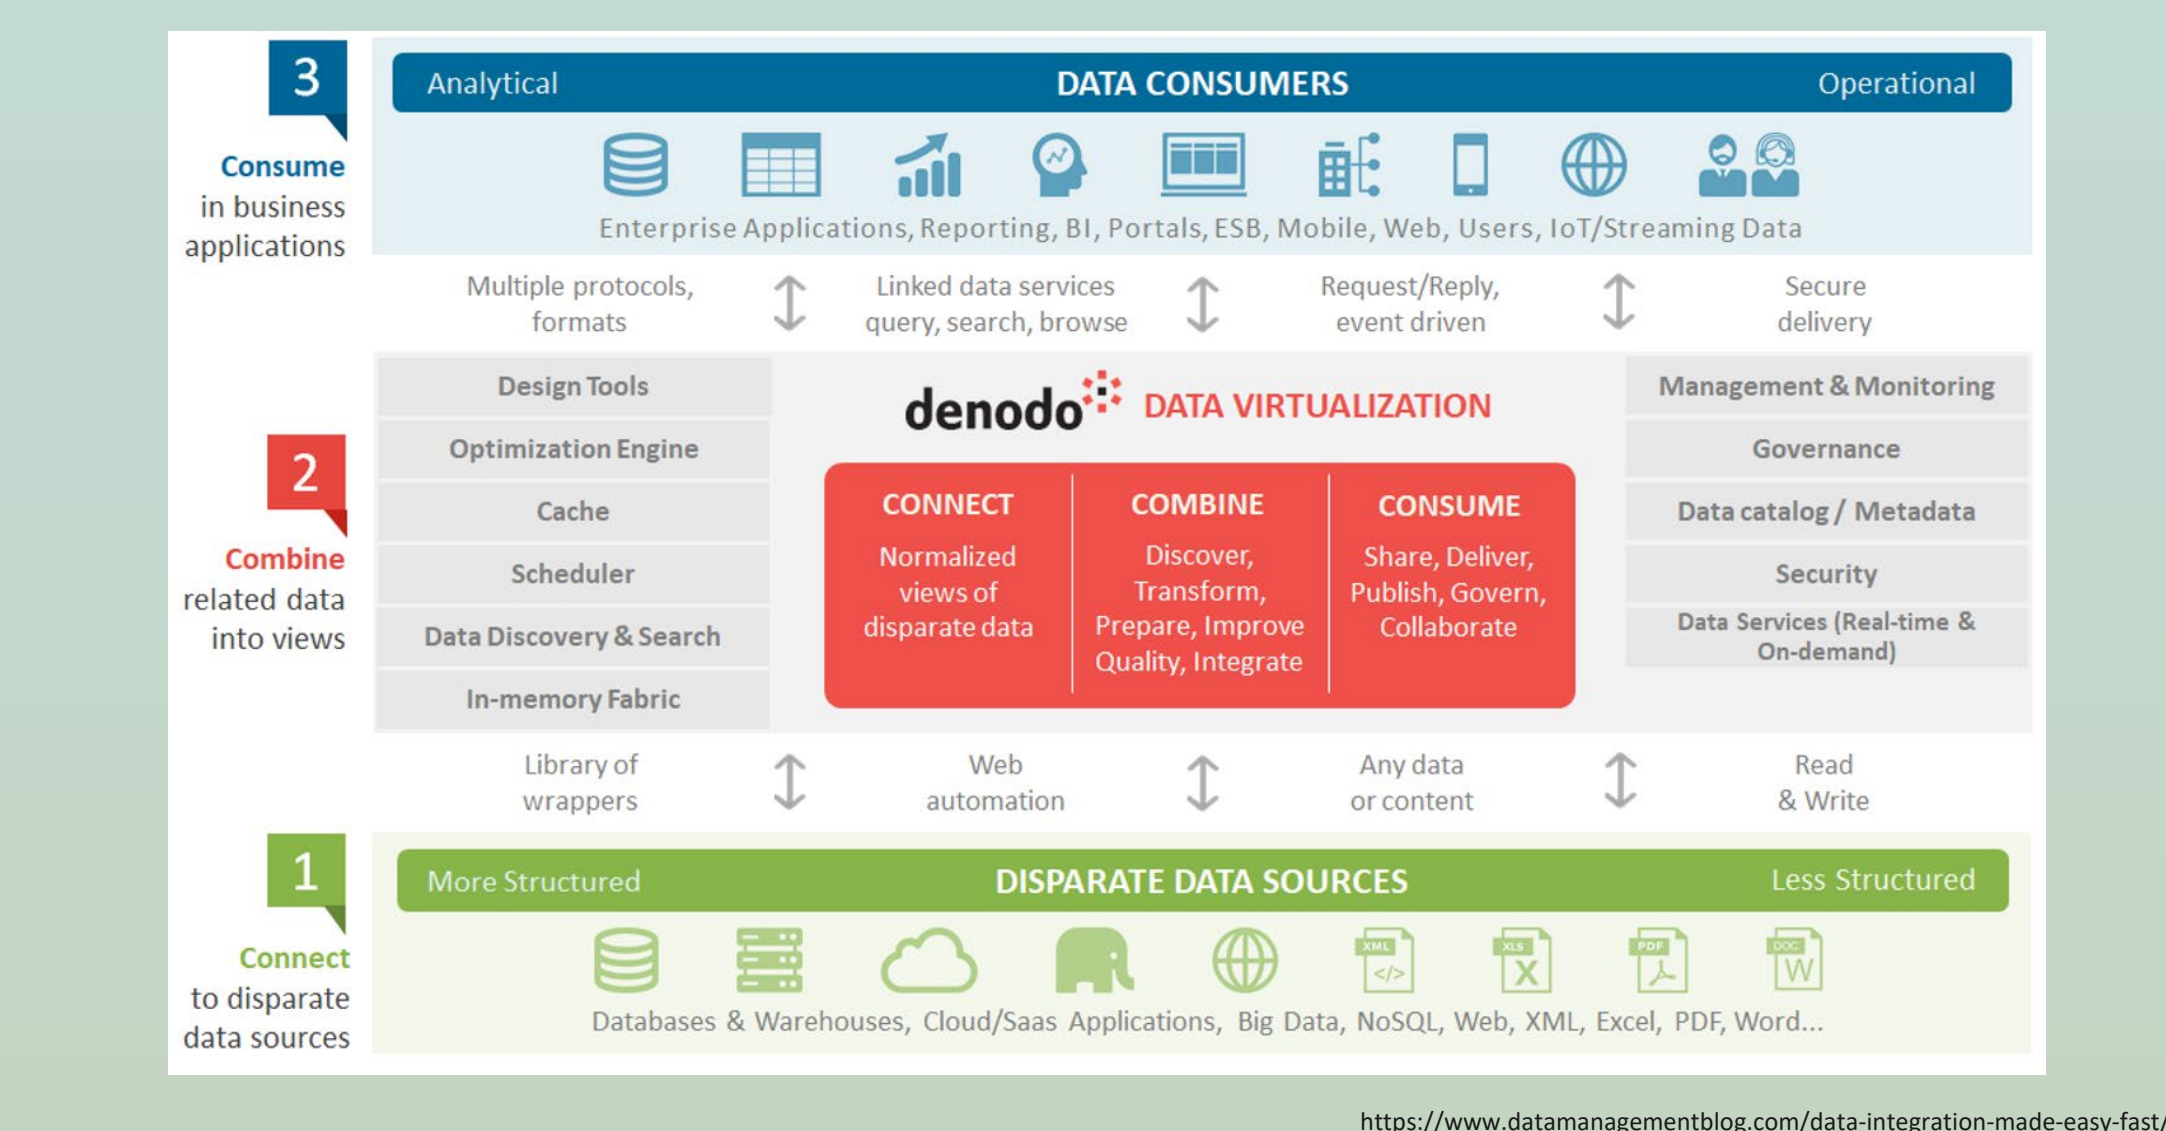 3
Consume
in business
applications
Analytical DATA CONSUMERS Operational
Enterprise Applications, Reporting, BI, Portals, ESB, Mobile, Web, Users, IoT/Streaming Data
Multiple protocols,
formats
Linked data services
query, search, browse
Request/Reply,
event driven
Secure
delivery
2
Combine
related data
into views
Design Tools
Optimization Engine
Cache
Scheduler
Data Discovery & Search
In-memory Fabric
denodo DATA VIRTUALIZATION
CONNECT
Normalized
views of
disparate data
COMBINE
Discover,
Transform,
Prepare, Improve
Quality, Integrate
CONSUME
Share, Deliver,
Publish, Govern,
Collaborate
Management & Monitoring
Governance
Data catalog / Metadata
Security
Data Services (Real-time &
On-demand)
Library of
wrappers
Web
automation
Any data
or content
Read
& Write
1
Connect
to disparate
data sources
More Structured DISPARATE DATA SOURCES Less Structured
XML
</>
XLS
X
PDF
DOC
W
Databases & Warehouses, Cloud/Saas Applications, Big Data, NoSQL, Web, XML, Excel, PDF, Word...
https://www.datamanagementblog.com/data-integration-made-easy-fast/